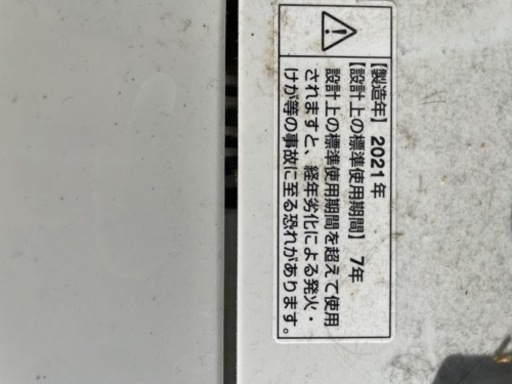 【製造年】 2021年
【設計上の標準使用期間】 7年
設計上の標準使用期間を超えて使用
されますと、経年劣化による発火・
けが等の事故に至る恐れがあります。